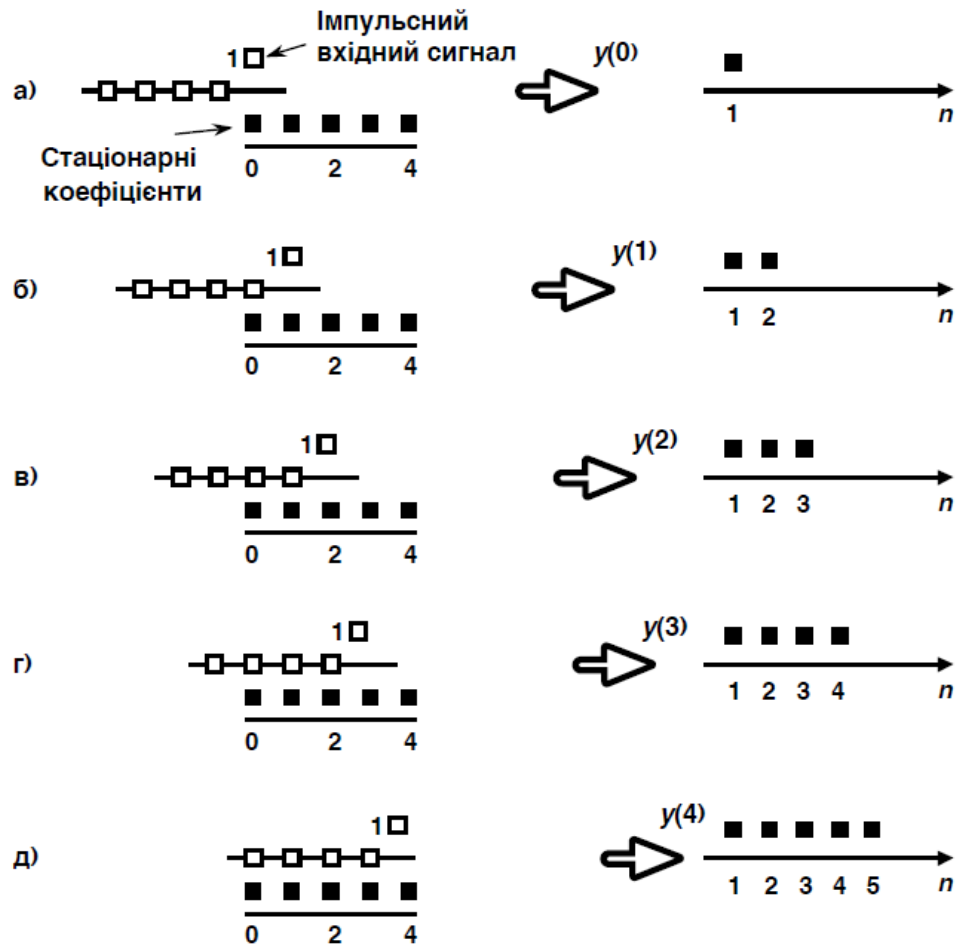 Імпульсний
вхідний сигнал
1
y(0)
а)
1
n
Стаціонарні
коефіцієнти
0 2 4
1
y(1)
б)
1 2
n
0 2 4
1
y(2)
в)
1 2 3
n
0 2 4
1
y(3)
г)
1 2 3 4
n
0 2 4
1
y(4)
д)
1 2 3 4 5
n
0 2 4